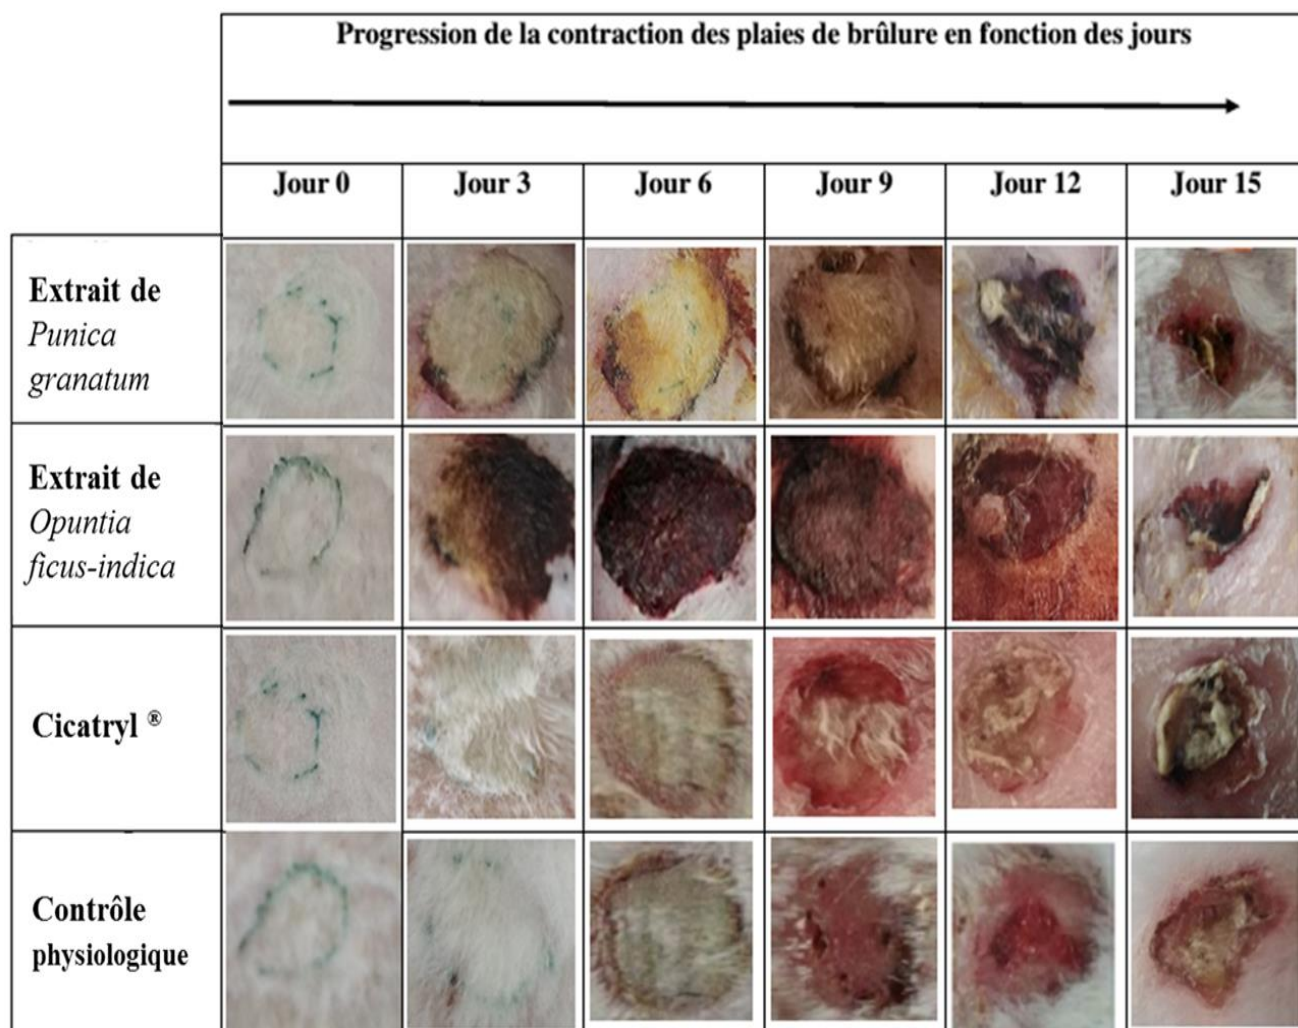 Progression de la contraction des plaies de brûlure en fonction des jours
Jour 0
Jour 3
Jour 6
Jour 9
Jour 12
Jour 15
Extrait de
Punica
granatum
Extrait de
Opuntia
ficus-indica
Cicatryl ®
Contrôle
physiologique